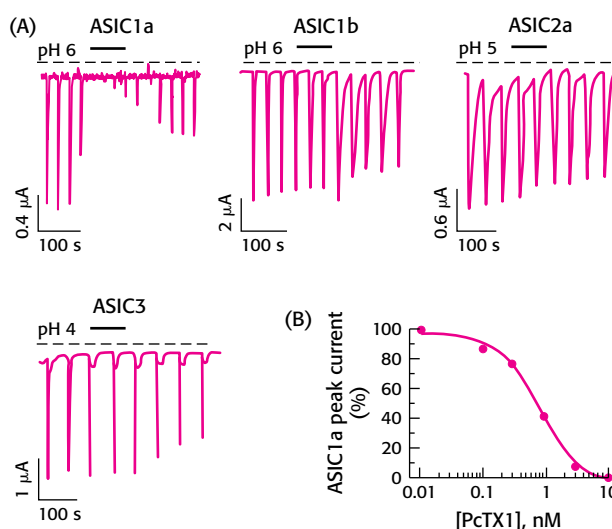 (A)
ASIC1a
pH 6
0.4 μA
100 s
ASIC1b
pH 6
2 μA
100 s
ASIC2a
pH 5
0.6 μA
100 s
ASIC3
pH 4
1 μA
100 s
(B)
ASIC1a peak current
(%)
100
80
60
40
20
0
0.01
0.1
1
10
[PcTX1], nM